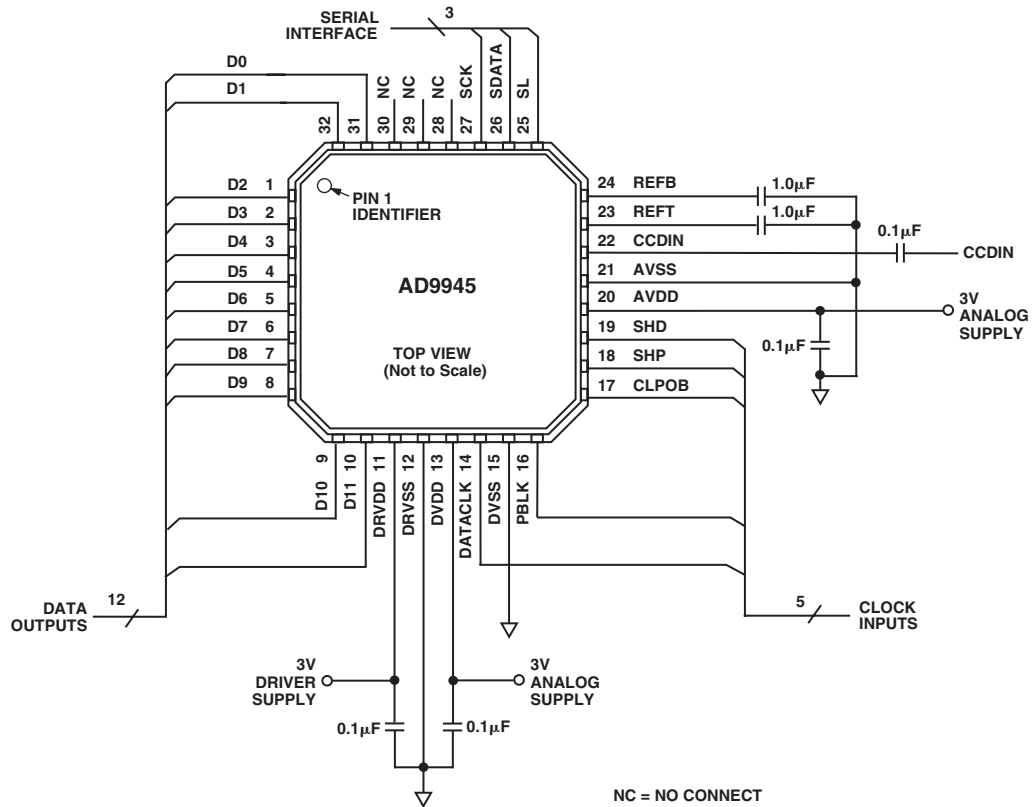 SERIAL
INTERFACE
3
D0
D1
32
31
30 NC
29 NC
28 NC
27 SCK
26 SDATA
25 SL
PIN 1
IDENTIFIER
D2 1
D3 2
D4 3
D5 4
D6 5
D7 6
D8 7
D9 8
AD9945
TOP VIEW
(Not to Scale)
24 REFB
1.0µF
23 REFT
1.0µF
22 CCDIN
0.1µF
CCDIN
21 AVSS
20 AVDD
3V
ANALOG
SUPPLY
19 SHD
0.1µF
18 SHP
17 CLPOB
D10 9
D11 10
DRVDD 11
DRVSS 12
DVDD 13
DATACLK 14
DVSS 15
PBLK 16
DATA
OUTPUTS
12
5
CLOCK
INPUTS
3V
DRIVER
SUPPLY
3V
ANALOG
SUPPLY
0.1µF
0.1µF
NC = NO CONNECT